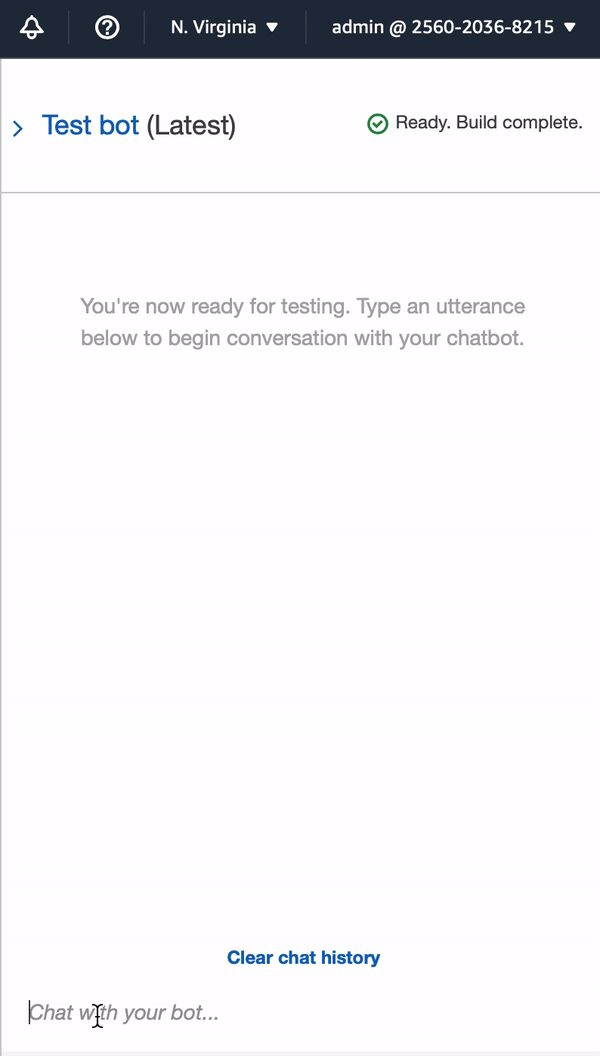 N. Virginia ▼ admin @ 2560-2036-8215 ▼
Test bot (Latest) Ready. Build complete.
You're now ready for testing. Type an utterance
below to begin conversation with your chatbot.
Clear chat history
Chat with your bot...